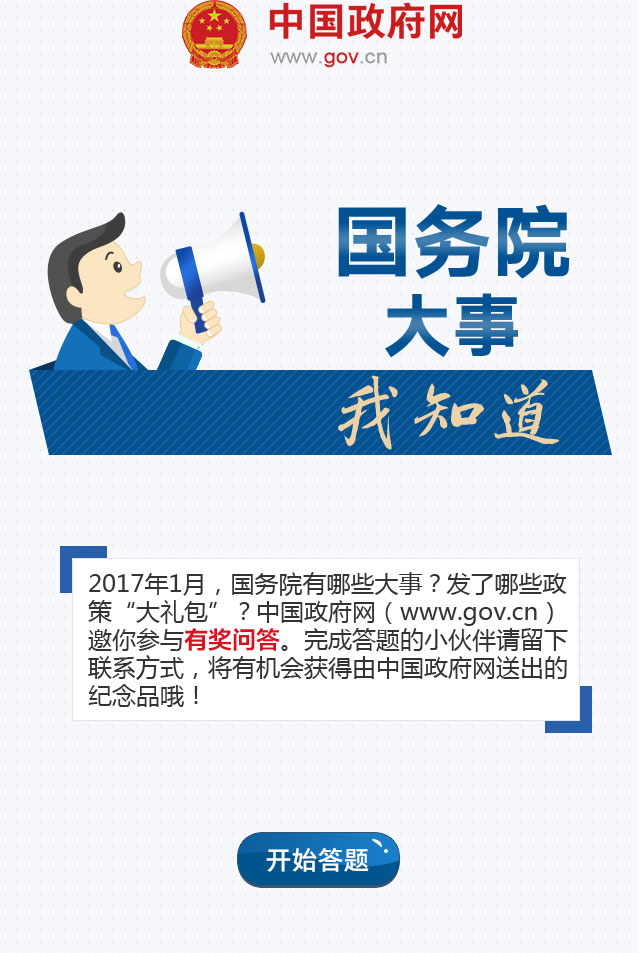 中国政府网
www.gov.cn
国务院
大事
我知道
2017年1月，国务院有哪些大事？发了哪些政
策“大礼包”？中国政府网（www.gov.cn）
邀你参与有奖问答。完成答题的小伙伴请留下
联系方式，将有机会获得由中国政府网送出的
纪念品哦！
开始答题